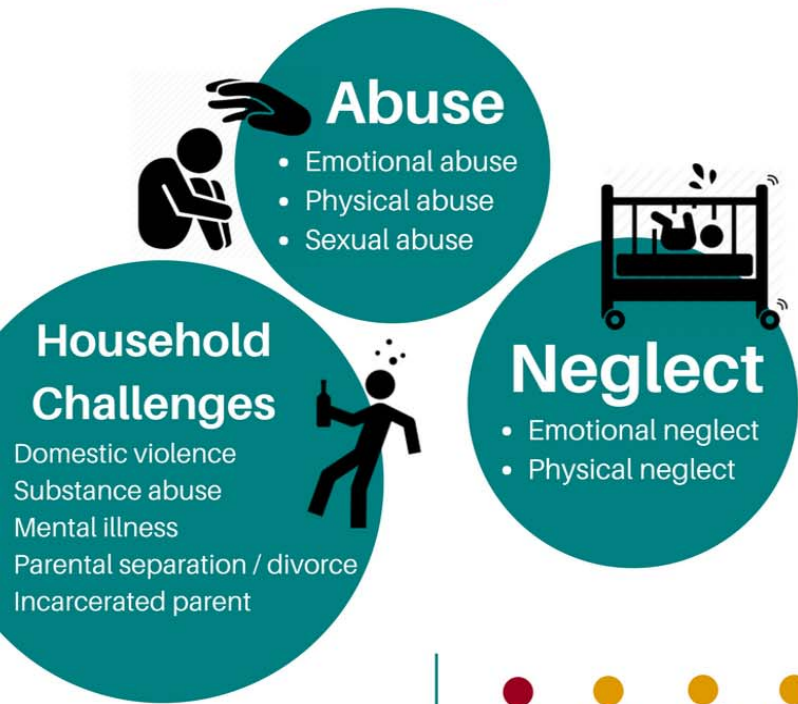 Abuse
• Emotional abuse
• Physical abuse
• Sexual abuse
Household
Challenges
Domestic violence
Substance abuse
Mental illness
Parental separation / divorce
Incarcerated parent
Neglect
• Emotional neglect
• Physical neglect